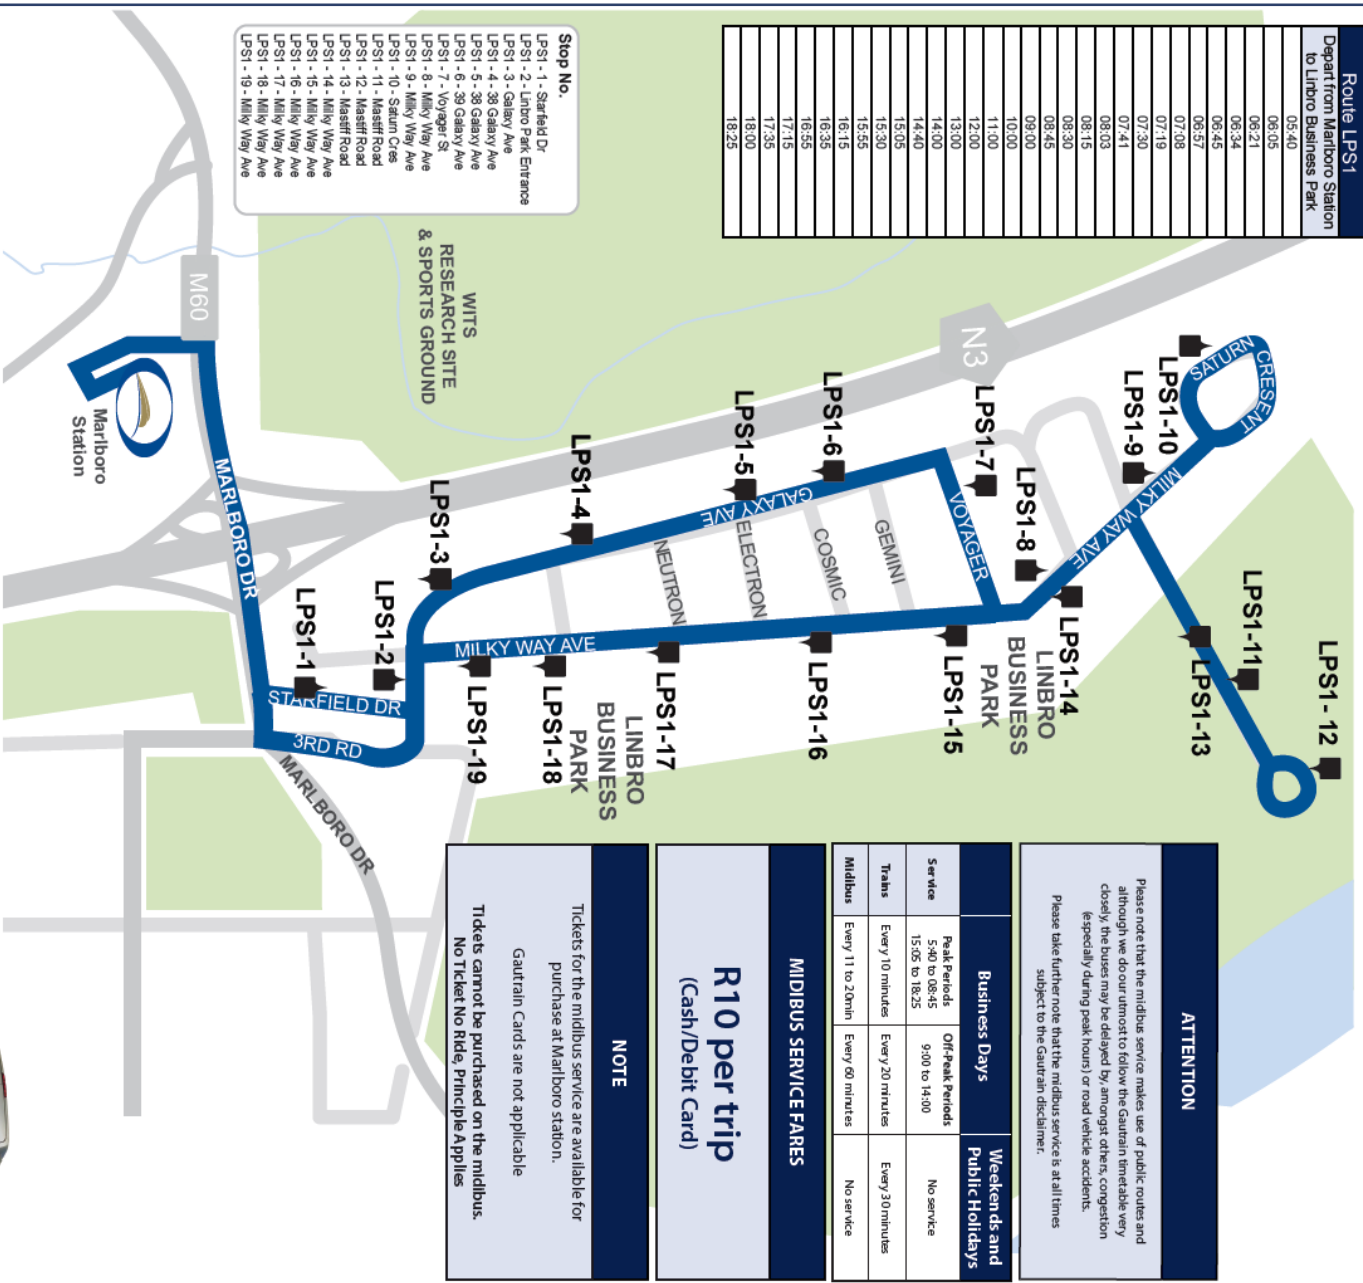 Route LPS1
Depart from Marlboro Station
to Linbro Business Park
05:40
06:05
06:21
06:34
06:45
06:57
07:08
07:19
07:30
07:41
08:03
08:15
08:30
08:45
09:00
10:00
11:00
12:00
13:00
14:00
14:40
15:05
15:30
15:55
16:15
16:35
16:55
17:15
17:35
18:00
18:25
Stop No.
LPS1 - 1 - Starfield Dr
LPS1 - 2 - Linbro Park Entrance
LPS1 - 3 - Galaxy Ave
LPS1 - 4 - 38 Galaxy Ave
LPS1 - 5 - 38 Galaxy Ave
LPS1 - 6 - 39 Galaxy Ave
LPS1 - 7 - Voyager St
LPS1 - 8 - Milky Way Ave
LPS1 - 9 - Milky Way Ave
LPS1 - 10 - Saturn Cres
LPS1 - 11 - Mastiff Road
LPS1 - 12 - Mastiff Road
LPS1 - 13 - Mastiff Road
LPS1 - 14 - Milky Way Ave
LPS1 - 15 - Milky Way Ave
LPS1 - 16 - Milky Way Ave
LPS1 - 17 - Milky Way Ave
LPS1 - 18 - Milky Way Ave
LPS1 - 19 - Milky Way Ave
WITS
RESEARCH SITE
& SPORTS GROUND
M60
N3
Marlboro
Station
MARLBORO DR
CRESENT
SATURN
LPS1-10
LPS1-9
MILKY WAY AVE
LPS1-7
LPS1-8
VOYAGER
LPS1-6
LPS1-5
GALAXY AVE
GEMINI
COSMIC
ELECTRON
NEUTRON
LPS1-4
LPS1-3
LPS1-2
LPS1-1
STARFIELD DR
3RD RD
MARLBORO DR
MILKY WAY AVE
LPS1-11
LPS1 - 12
LPS1-13
LPS1-14
LINBRO
BUSINESS
PARK
LPS1-15
LPS1-16
LPS1-17
LINBRO
BUSINESS
PARK
LPS1-18
LPS1-19
ATTENTION
Please note that the midibus service makes use of public routes and
although we do our utmost to follow the Gautrain timetable very
closely, the buses may be delayed by, amongst others, congestion
(especially during peak hours) or road vehicle accidents.
Please take further note that the midibus service is at all times
subject to the Gautrain disclaimer.
Business Days
Weekends and
Public Holidays
Service
Peak Periods
5:40 to 08:45
15:05 to 18:25
Off-Peak Periods
9:00 to 14:00
No service
Trains
Every 10 minutes
Every 20 minutes
Every 30 minutes
Midibus
Every 11 to 20min
Every 60 minutes
No service
MIDIBUS SERVICE FARES
R10 per trip
(Cash/Debit Card)
NOTE
Tickets for the midibus service are available for
purchase at Marlboro station.
Gautrain Cards are not applicable
Tickets cannot be purchased on the midibus.
No Ticket No Ride, Principle Applies